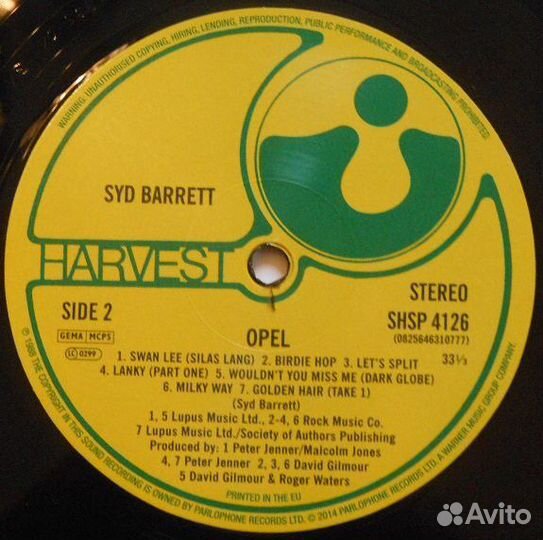 WARNING: UNAUTHORISED COPYING, HIRING, LENDING, REPRODUCTION, PUBLIC PERFORMANCE AND BROADCASTING PROHIBITED.
SYD BARRETT
HARVEST
SIDE 2
STEREO
SHSP 4126
(0825646310777)
GEMA MCPS
LC 0299
33⅓
OPEL
1. SWAN LEE (SILAS LANG) 2. BIRDIE HOP 3. LET'S SPLIT
4. LANKY (PART ONE) 5. WOULDN'T YOU MISS ME (DARK GLOBE)
6. MILKY WAY 7. GOLDEN HAIR (TAKE 1)
(Syd Barrett)
1, 5 Lupus Music Ltd., 2-4, 6 Rock Music Co.
7 Lupus Music Ltd./Society of Authors Publishing
Produced by: 1 Peter Jenner/Malcolm Jones
4, 7 Peter Jenner 2, 3, 6 David Gilmour
5 David Gilmour & Roger Waters
PRINTED IN THE EU
℗ 1988 THE COPYRIGHT IN THIS SOUND RECORDING IS OWNED BY PARLOPHONE RECORDS LTD. © 2014 PARLOPHONE RECORDS LTD. A WARNER MUSIC GROUP COMPANY.
Avito